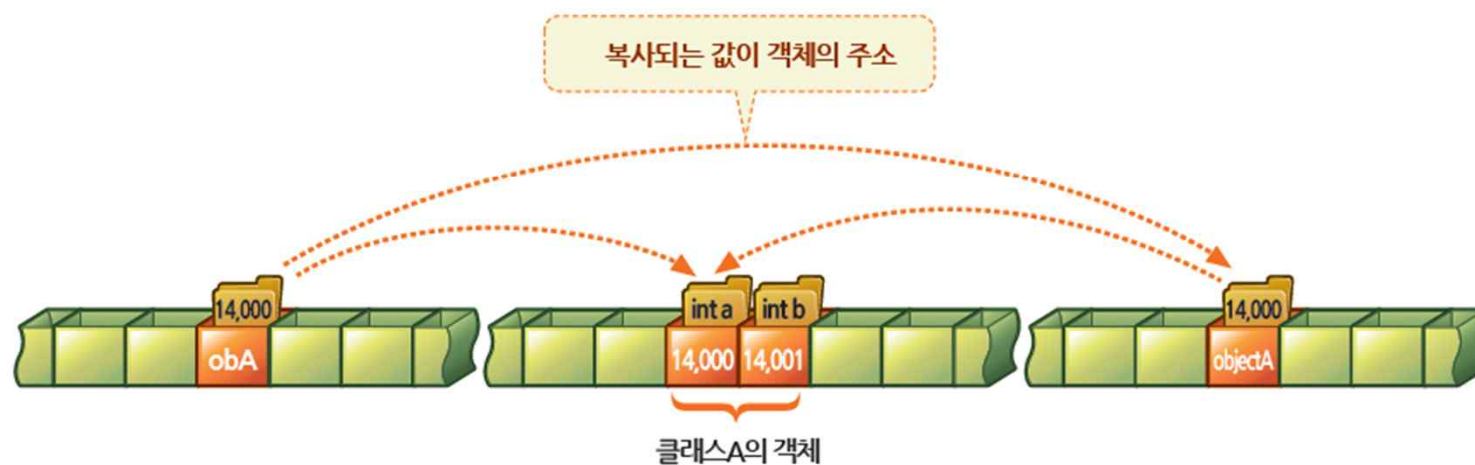 복사되는 값이 객체의 주소
14,000
int a
int b
14,000
obA
14,000
14,001
objectA
클래스A의 객체